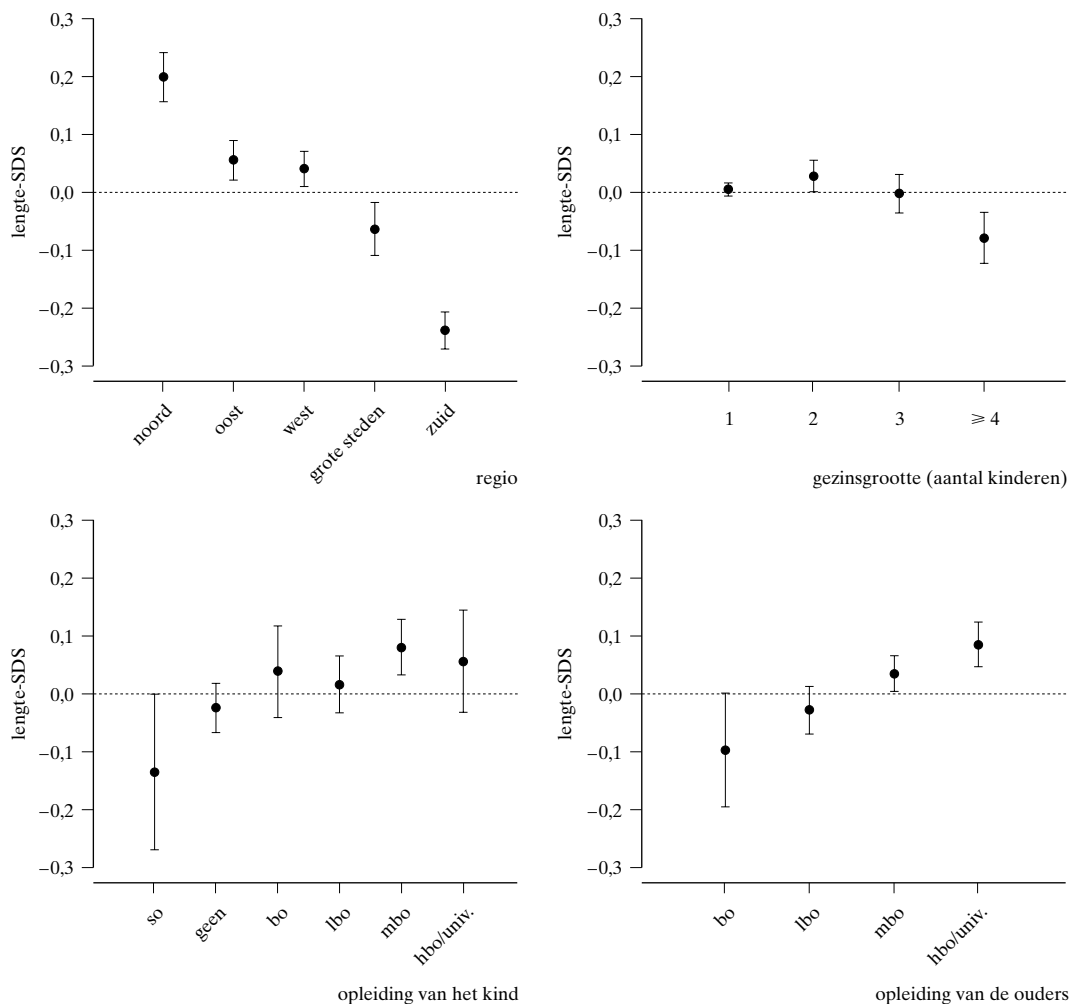 0,3
0,2
0,1
0,0
−0,1
−0,2
−0,3
lengte-SDS
noord
oost
west
grote steden
zuid
regio
0,3
0,2
0,1
0,0
−0,1
−0,2
−0,3
lengte-SDS
1
2
3
⩾ 4
gezinsgrootte (aantal kinderen)
0,3
0,2
0,1
0,0
−0,1
−0,2
−0,3
lengte-SDS
so
geen
bo
lbo
mbo
hbo/univ.
opleiding van het kind
0,3
0,2
0,1
0,0
−0,1
−0,2
−0,3
lengte-SDS
bo
lbo
mbo
hbo/univ.
opleiding van de ouders